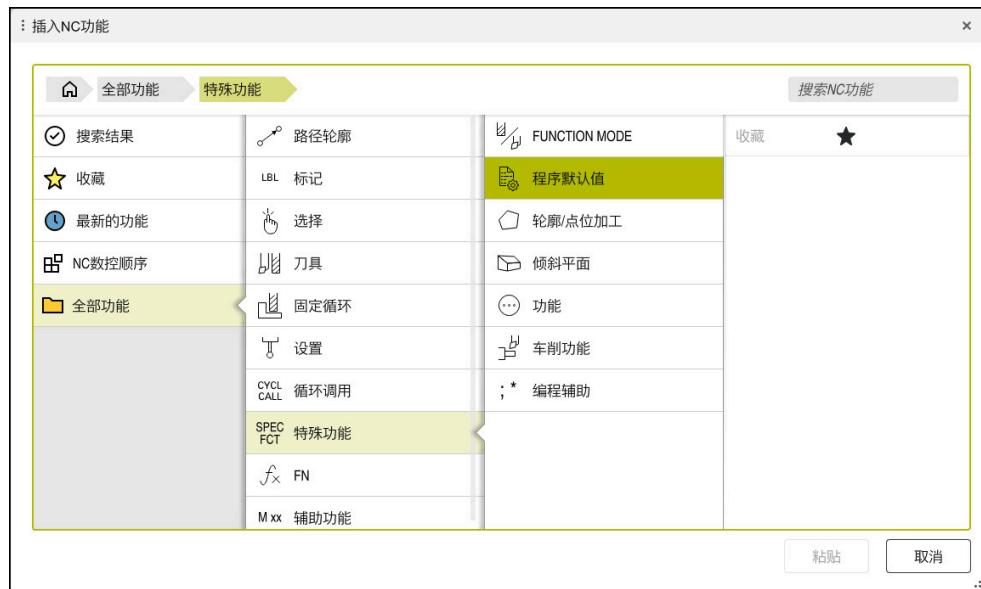 插入NC功能
×
全部功能
特殊功能
搜索NC功能
搜索结果
收藏
最新的功能
NC数控顺序
全部功能
路径轮廓
LBL 标记
选择
刀具
固定循环
设置
CYCL CALL 循环调用
SPEC FCT 特殊功能
FN
M xx 辅助功能
FUNCTION MODE
程序默认值
轮廓/点位加工
倾斜平面
功能
车削功能
; * 编程辅助
收藏
粘贴
取消